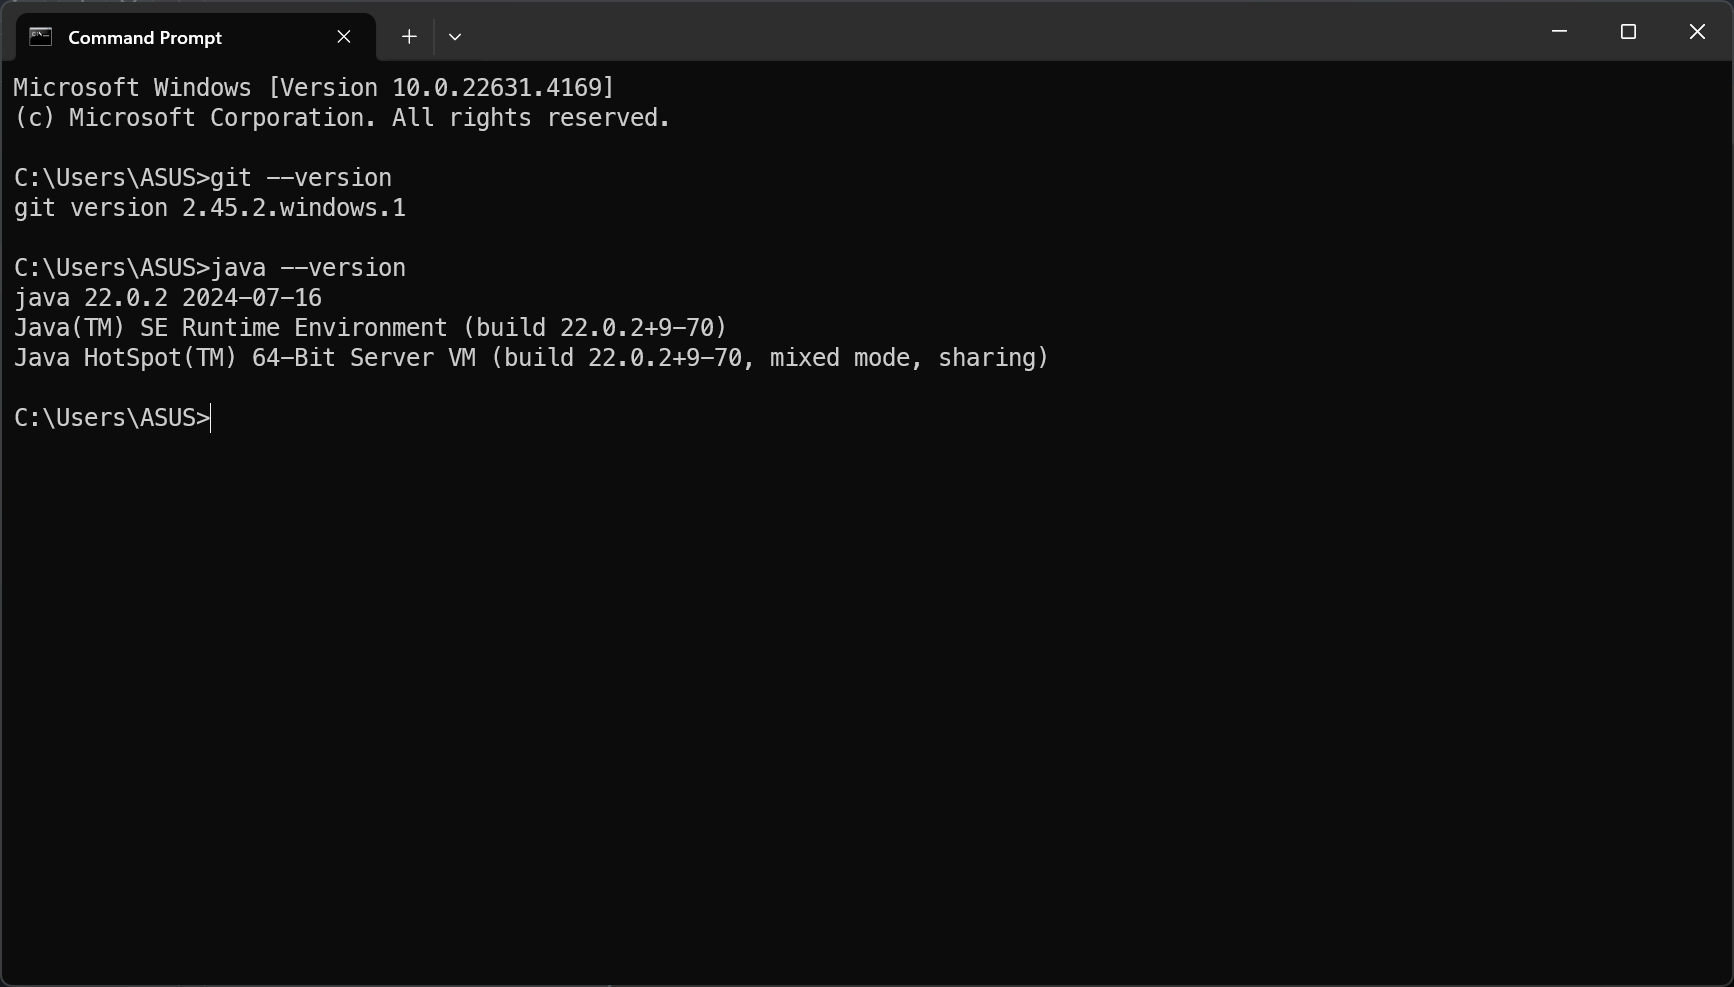 Command Prompt
Microsoft Windows [Version 10.0.22631.4169]
(c) Microsoft Corporation. All rights reserved.
C:\Users\ASUS>git --version
git version 2.45.2.windows.1
C:\Users\ASUS>java --version
java 22.0.2 2024-07-16
Java(TM) SE Runtime Environment (build 22.0.2+9-70)
Java HotSpot(TM) 64-Bit Server VM (build 22.0.2+9-70, mixed mode, sharing)
C:\Users\ASUS>